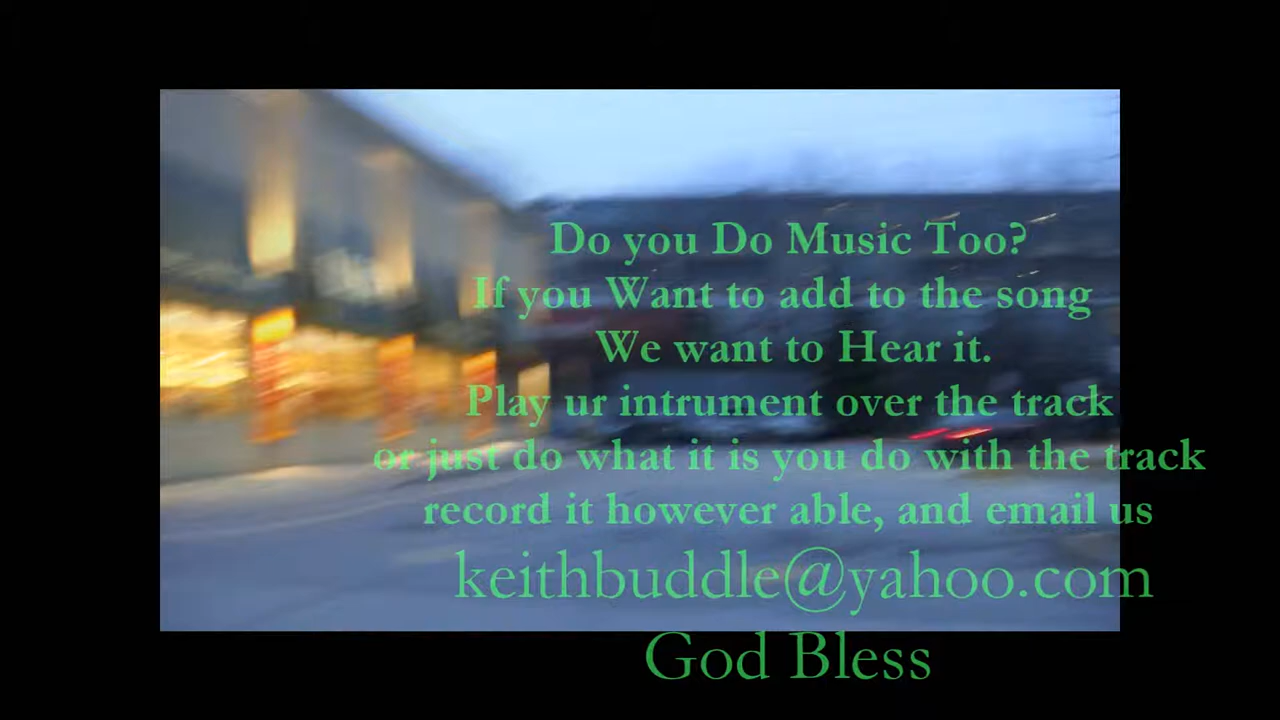 Do you Do Music Too?
If you Want to add to the song
We want to Hear it.
Play ur intrument over the track
or just do what it is you do with the track
record it however able, and email us
keithbuddle@yahoo.com
God Bless